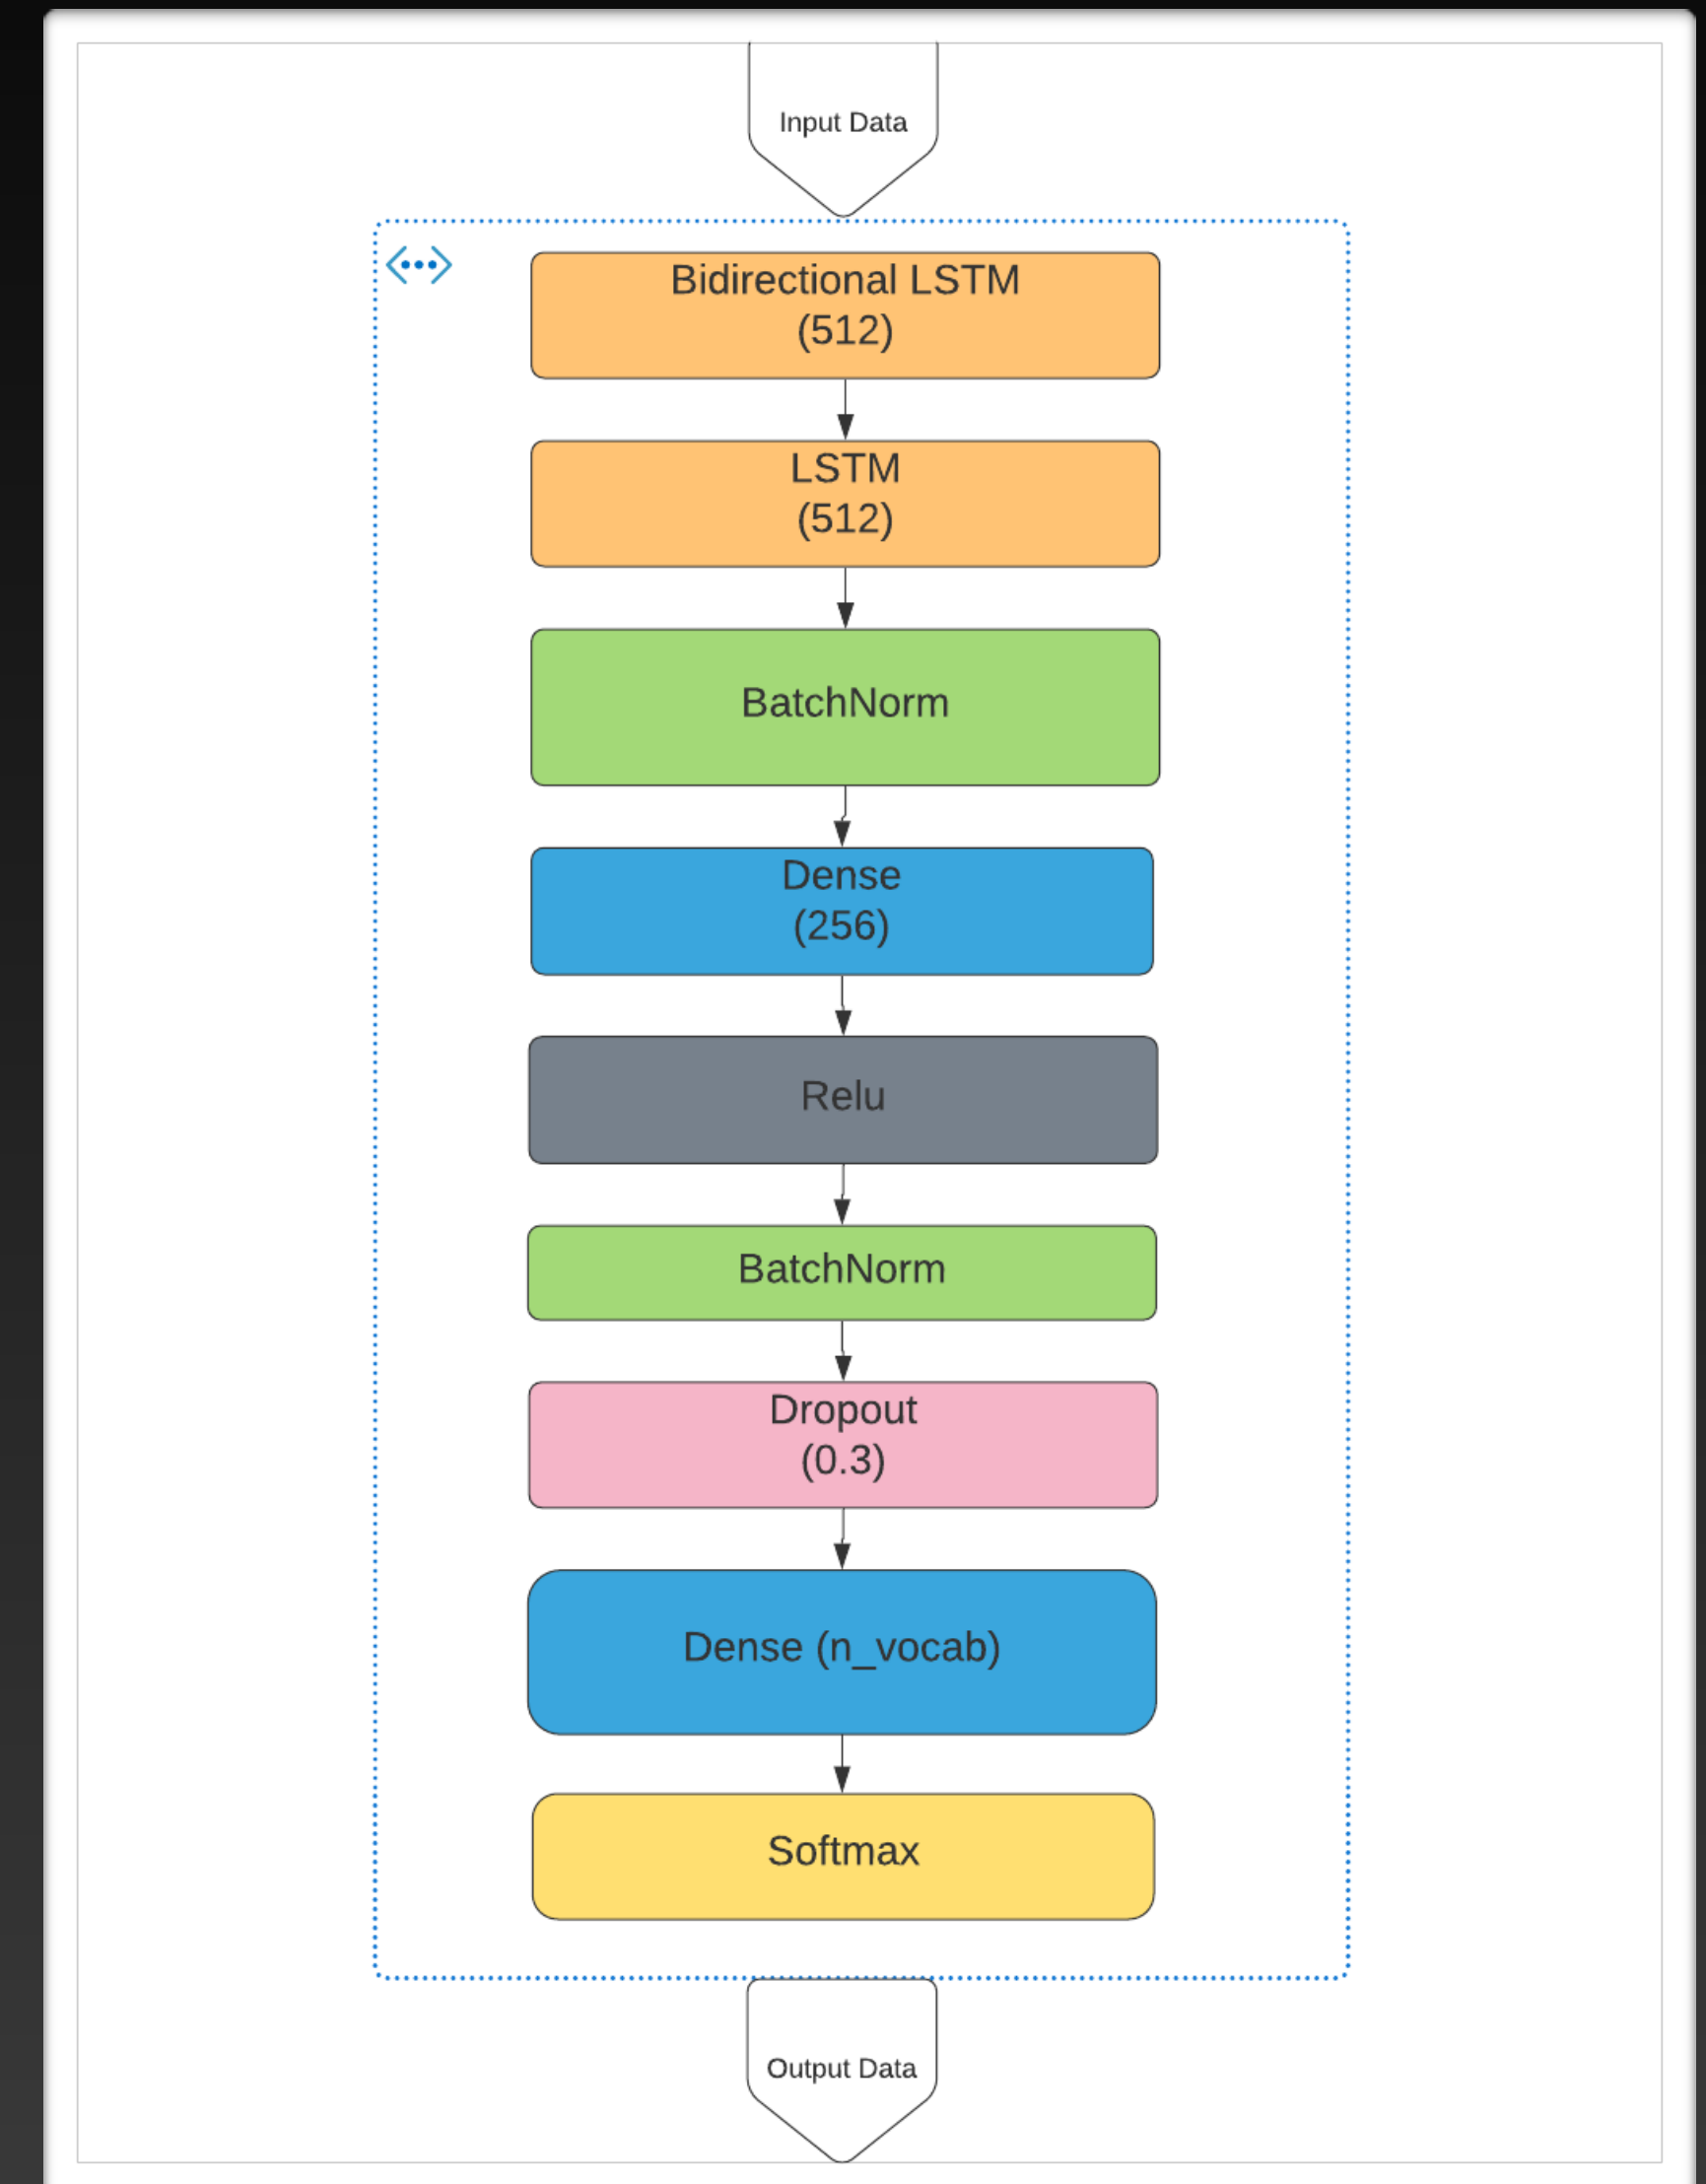 Input Data
Bidirectional LSTM
(512)
LSTM
(512)
BatchNorm
Dense
(256)
Relu
BatchNorm
Dropout
(0.3)
Dense (n_vocab)
Softmax
Output Data